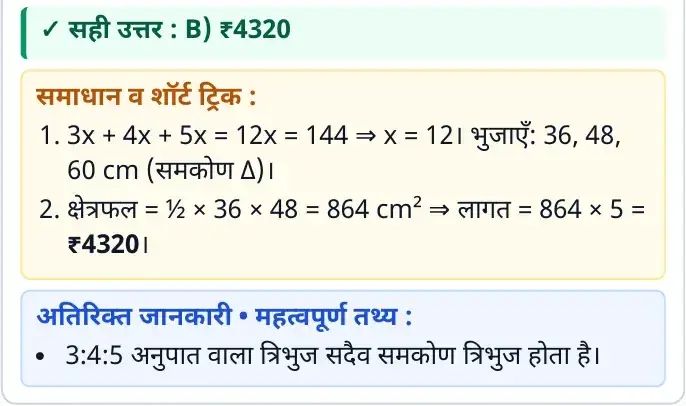 ✓ सही उत्तर : B) ₹4320
समाधान व शॉर्ट ट्रिक :
1. 3x + 4x + 5x = 12x = 144 ⇒ x = 12। भुजाएँ: 36, 48,
60 cm (समकोण Δ)।
2. क्षेत्रफल = ½ × 36 × 48 = 864 cm² ⇒ लागत = 864 × 5 =
₹4320।
अतिरिक्त जानकारी • महत्वपूर्ण तथ्य :
• 3:4:5 अनुपात वाला त्रिभुज सदैव समकोण त्रिभुज होता है।